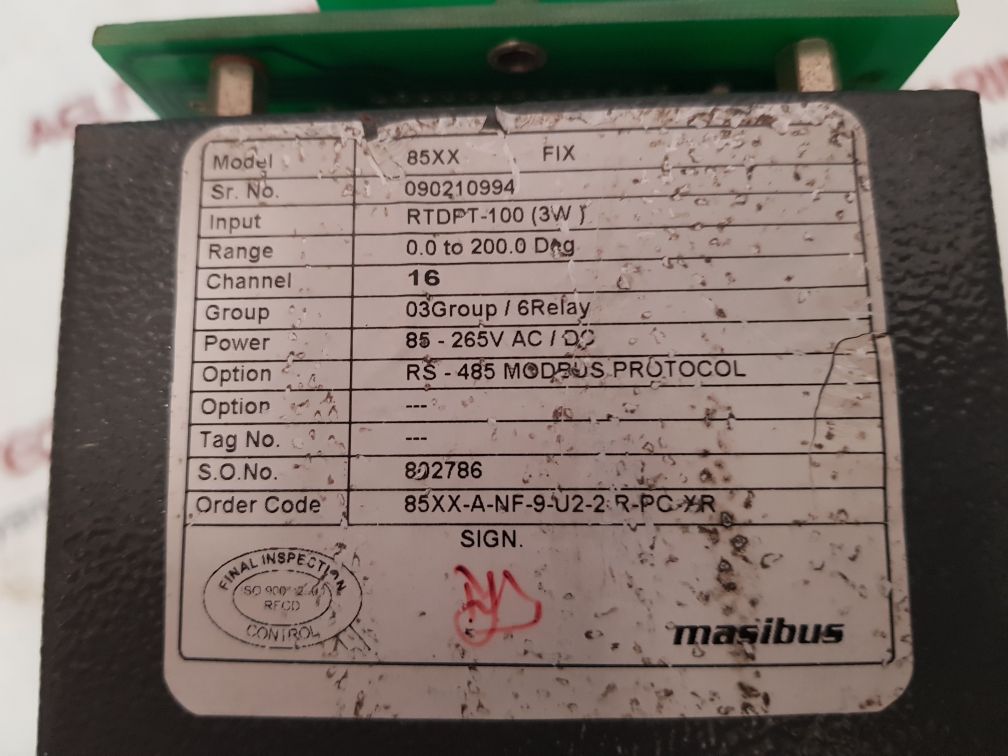 Model 85XX FIX
Sr. No. 090210994
Input RTDPT-100 (3W )
Range 0.0 to 200.0 Deg
Channel 16
Group 03Group / 6Relay
Power 85 - 265V AC / DC
Option RS - 485 MODBUS PROTOCOL
Option ---
Tag No. ---
S.O.No. 802786
Order Code 85XX-A-NF-9-U2-2-R-PC-XR
SIGN.
FINAL INSPECTION
CONTROL
masibus